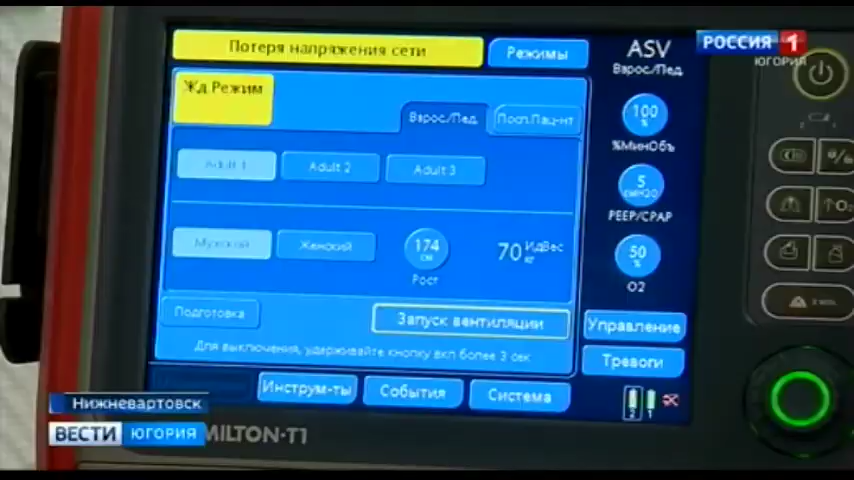 Потеря напряжения сети
Режимы
ASV
Взрос/Пед
РОССИЯ 1
ЮГОРИЯ
Жд.Режим
Взрос/Пед
Посл.Пац-нт
100
%
%МинОбъ
Adult 1
Adult 2
Adult 3
5
смH2O
PEEP/CPAP
Мужской
Женский
174
см
Рост
70
ИдВес
кг
50
%
O2
Подготовка
Запуск вентиляции
Для выключения, удерживайте кнопку вкл более 3 сек
Управление
Тревоги
Инструм-ты
События
Система
2
1
Нижневартовск
ВЕСТИ ЮГОРИЯ
MILTON-T1